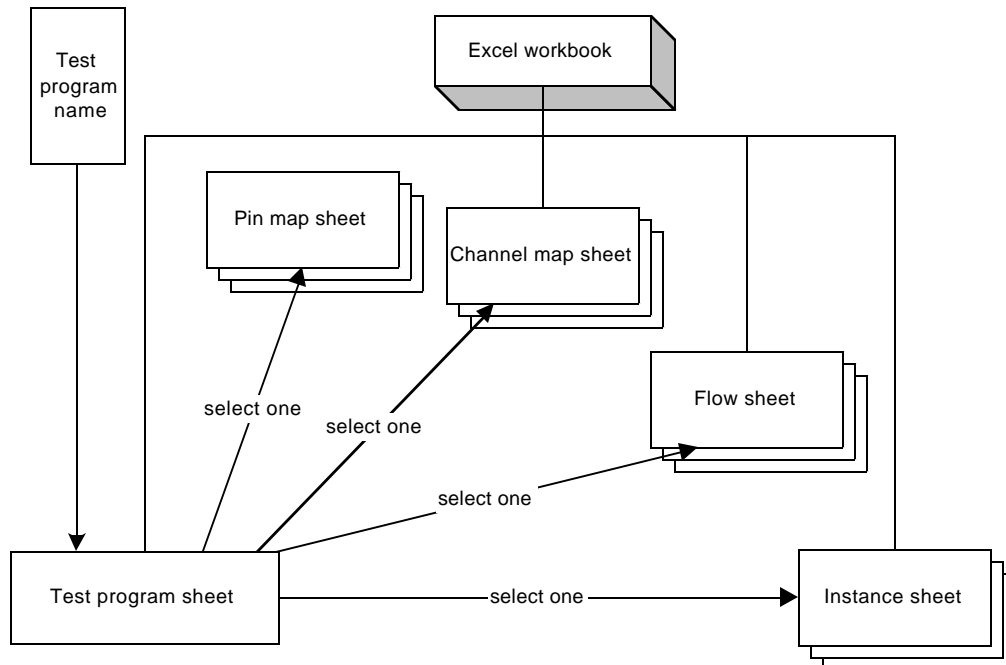 Test
program
name
Excel workbook
Pin map sheet
Channel map sheet
Flow sheet
select one
select one
select one
Test program sheet
select one
Instance sheet